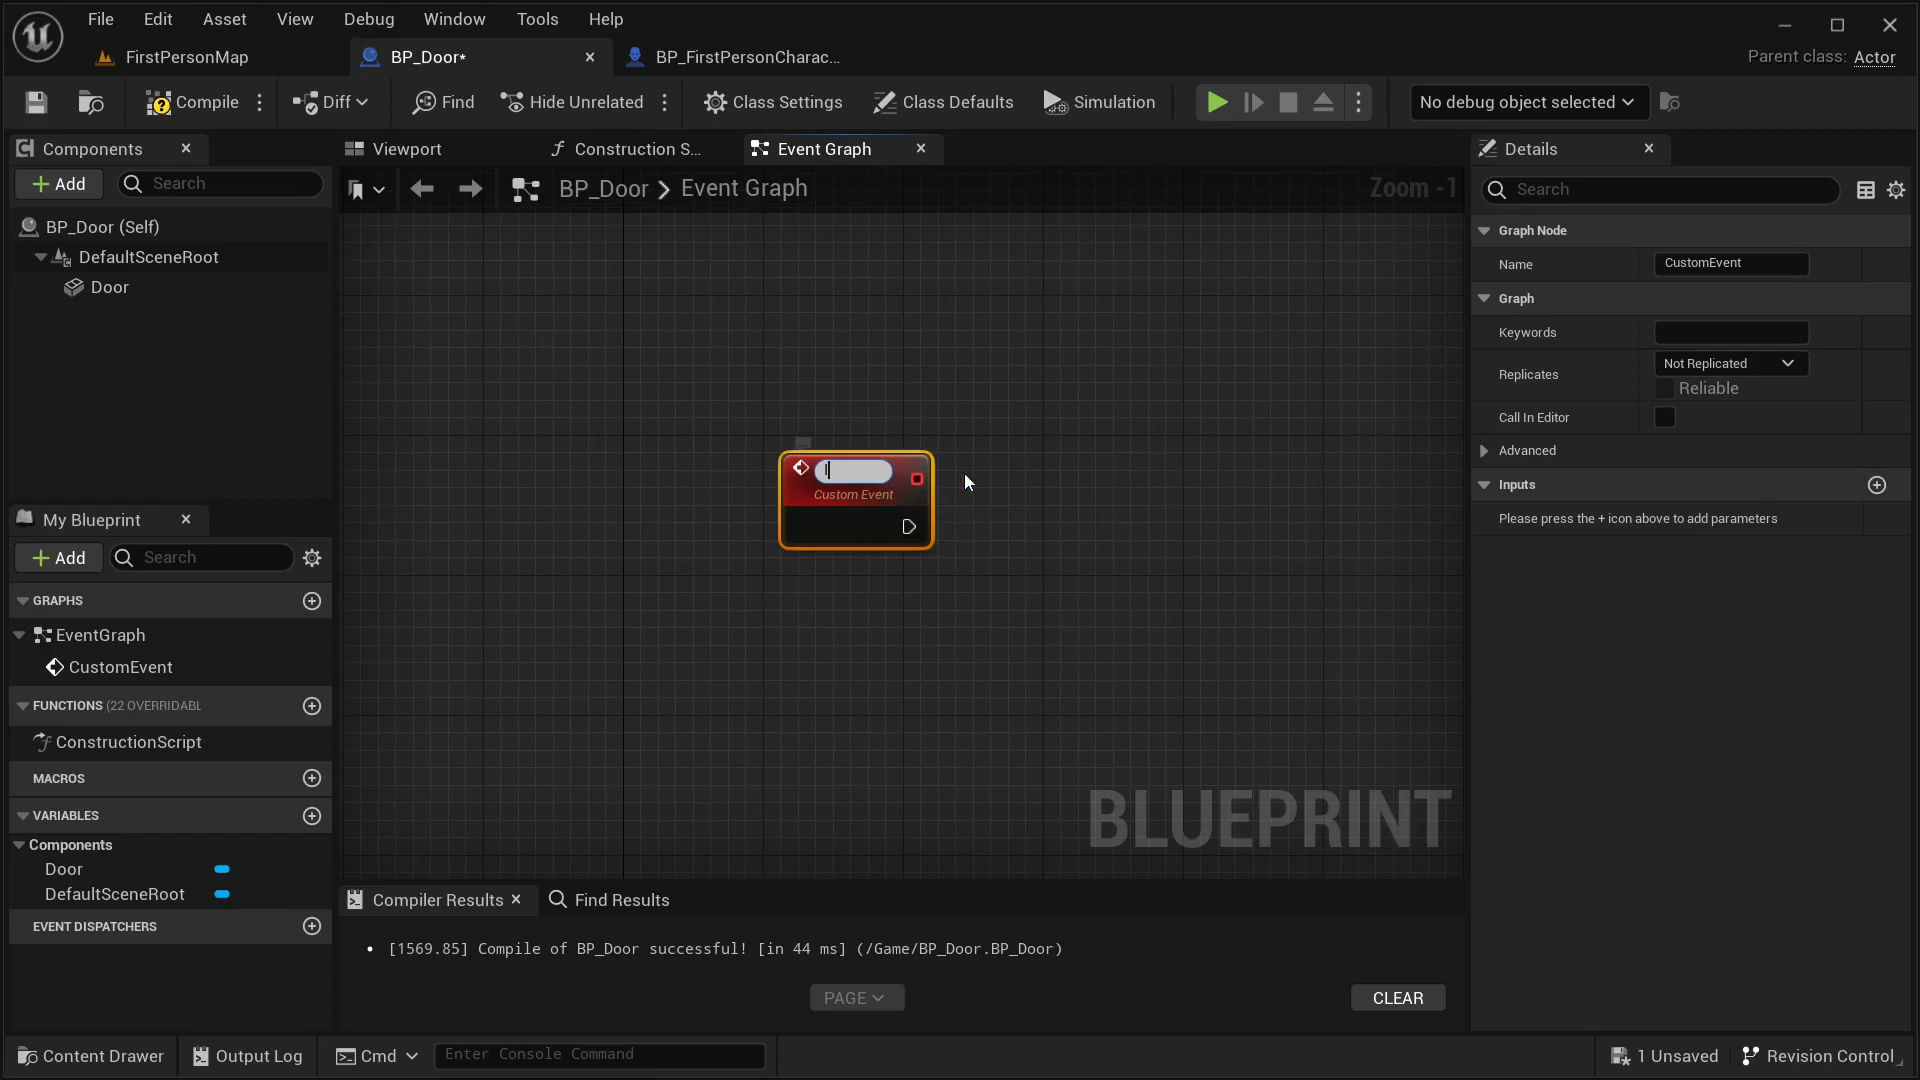 File Edit Asset View Debug Window Tools Help
FirstPersonMap BP_Door* BP_FirstPersonCharac... Parent class: Actor
Compile Diff Find Hide Unrelated Class Settings Class Defaults Simulation No debug object selected
Components Viewport Construction S... Event Graph Details
Add Search BP_Door > Event Graph Zoom -1 Search
BP_Door (Self)
DefaultSceneRoot
Door
Graph Node
Name CustomEvent
Graph
Keywords
Replicates Not Replicated
Reliable
Call In Editor
Advanced
Inputs
Please press the + icon above to add parameters
I
Custom Event
My Blueprint
Add Search
GRAPHS
EventGraph
CustomEvent
FUNCTIONS (22 OVERRIDABL
ConstructionScript
MACROS
VARIABLES
Components
Door
DefaultSceneRoot
EVENT DISPATCHERS
BLUEPRINT
Compiler Results Find Results
• [1569.85] Compile of BP_Door successful! [in 44 ms] (/Game/BP_Door.BP_Door)
PAGE CLEAR
Content Drawer Output Log Cmd Enter Console Command 1 Unsaved Revision Control